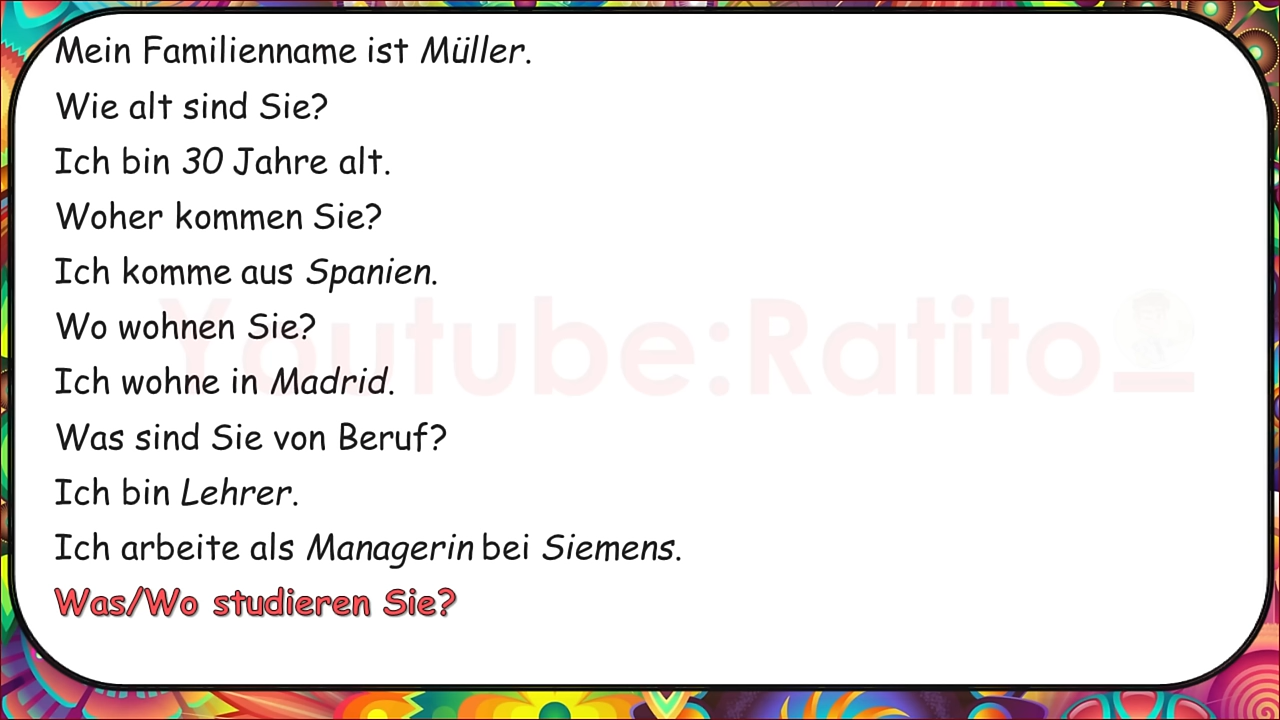 Mein Familienname ist Müller.
Wie alt sind Sie?
Ich bin 30 Jahre alt.
Woher kommen Sie?
Ich komme aus Spanien.
Wo wohnen Sie?
Ich wohne in Madrid.
Was sind Sie von Beruf?
Ich bin Lehrer.
Ich arbeite als Managerin bei Siemens.
Was/Wo studieren Sie?
Youtube:Ratito